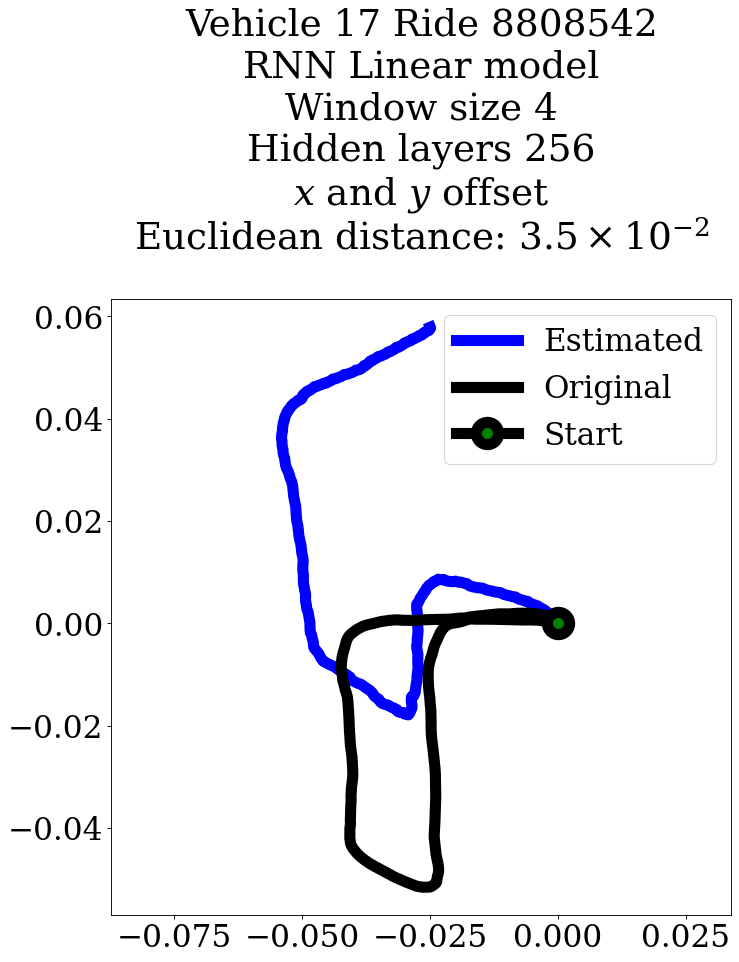 Vehicle 17 Ride 8808542
RNN Linear model
Window size 4
Hidden layers 256
x and y offset
Euclidean distance: 3.5 × 10⁻²
0.06
0.04
0.02
0.00
−0.02
−0.04
Estimated
Original
Start
−0.075 −0.050 −0.025 0.000 0.025